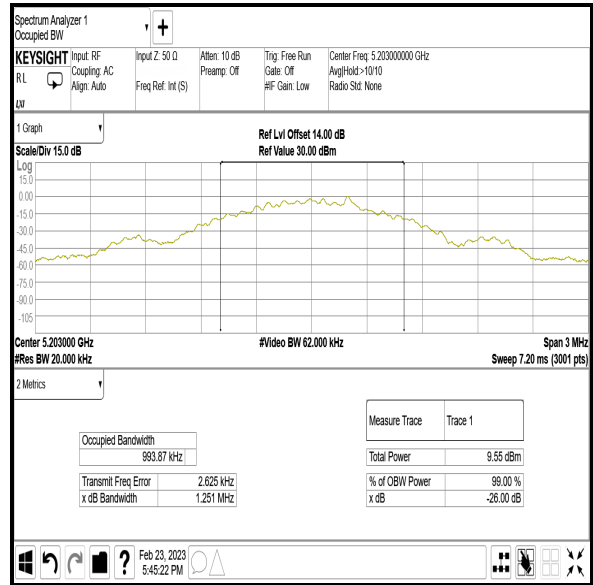 Spectrum Analyzer 1
Occupied BW
+
KEYSIGHT Input: RF Input Z: 50 Ω Atten: 10 dB Trig: Free Run Center Freq: 5.203000000 GHz
RL Coupling: AC Preamp: Off Gate: Off Avg|Hold:>10/10
Align: Auto Freq Ref: Int (S) #IF Gain: Low Radio Std: None
LXI
1 Graph
Ref Lvl Offset 14.00 dB
Scale/Div 15.0 dB Ref Value 30.00 dBm
Log
15.0
0.00
-15.0
-30.0
-45.0
-60.0
-75.0
-90.0
-105
Center 5.203000 GHz #Video BW 62.000 kHz Span 3 MHz
#Res BW 20.000 kHz Sweep 7.20 ms (3001 pts)
2 Metrics
Measure Trace Trace 1
Occupied Bandwidth
993.87 kHz
Total Power 9.55 dBm
Transmit Freq Error 2.625 kHz % of OBW Power 99.00 %
x dB Bandwidth 1.251 MHz x dB -26.00 dB
? Feb 23, 2023
5:45:22 PM